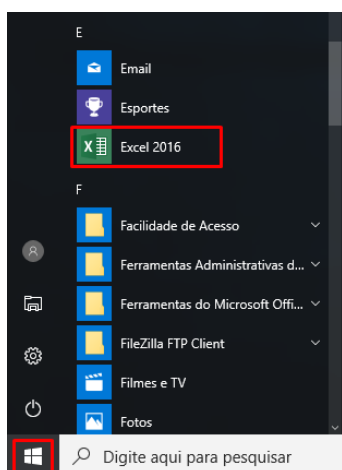 E
Email
Esportes
Excel 2016
F
Facilidade de Acesso
Ferramentas Administrativas d...
Ferramentas do Microsoft Offi...
FileZilla FTP Client
Filmes e TV
Fotos
Digite aqui para pesquisar